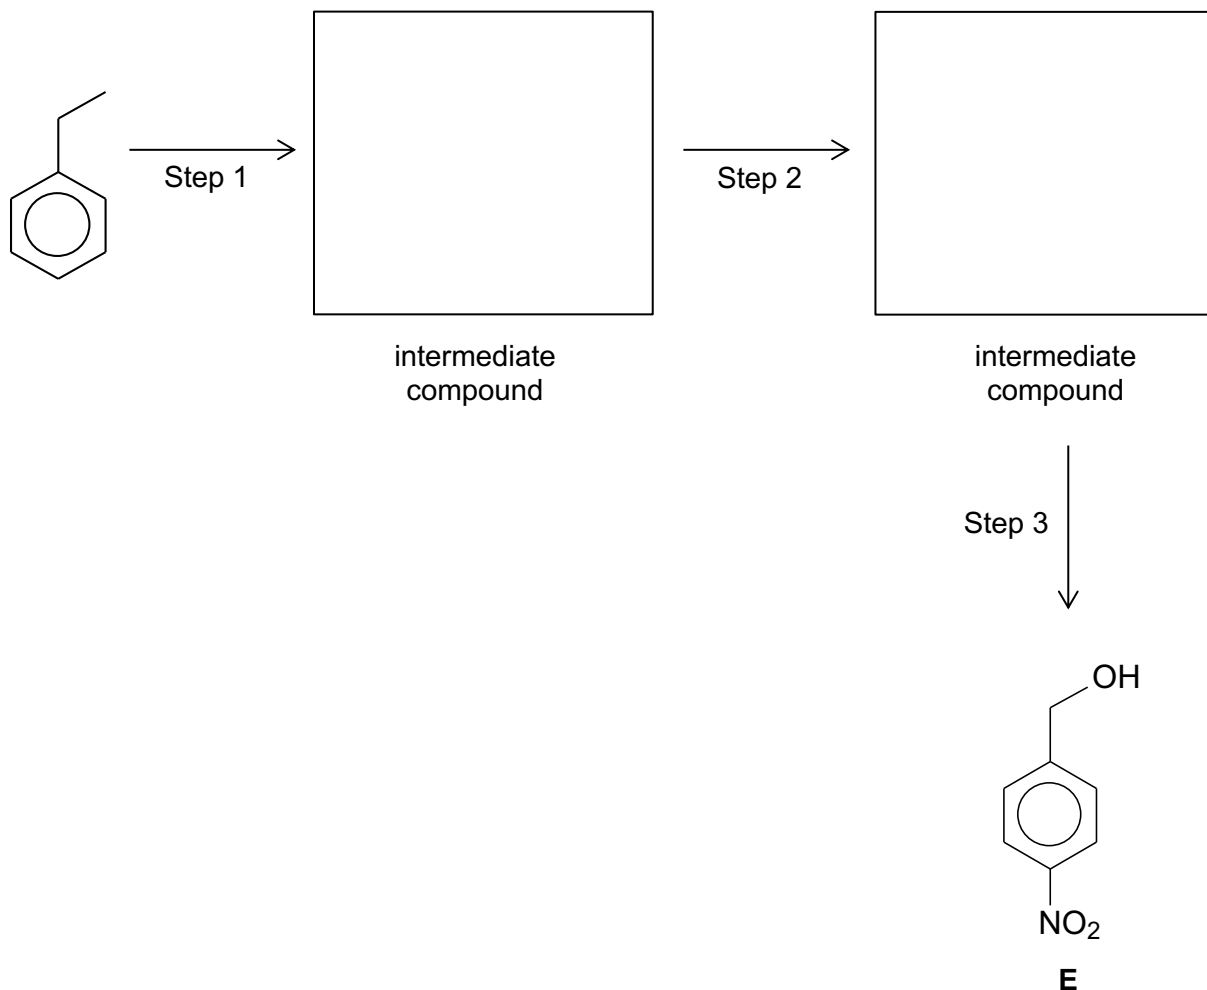 Step 1
Step 2
intermediate
compound
intermediate
compound
Step 3
OH
NO₂
E